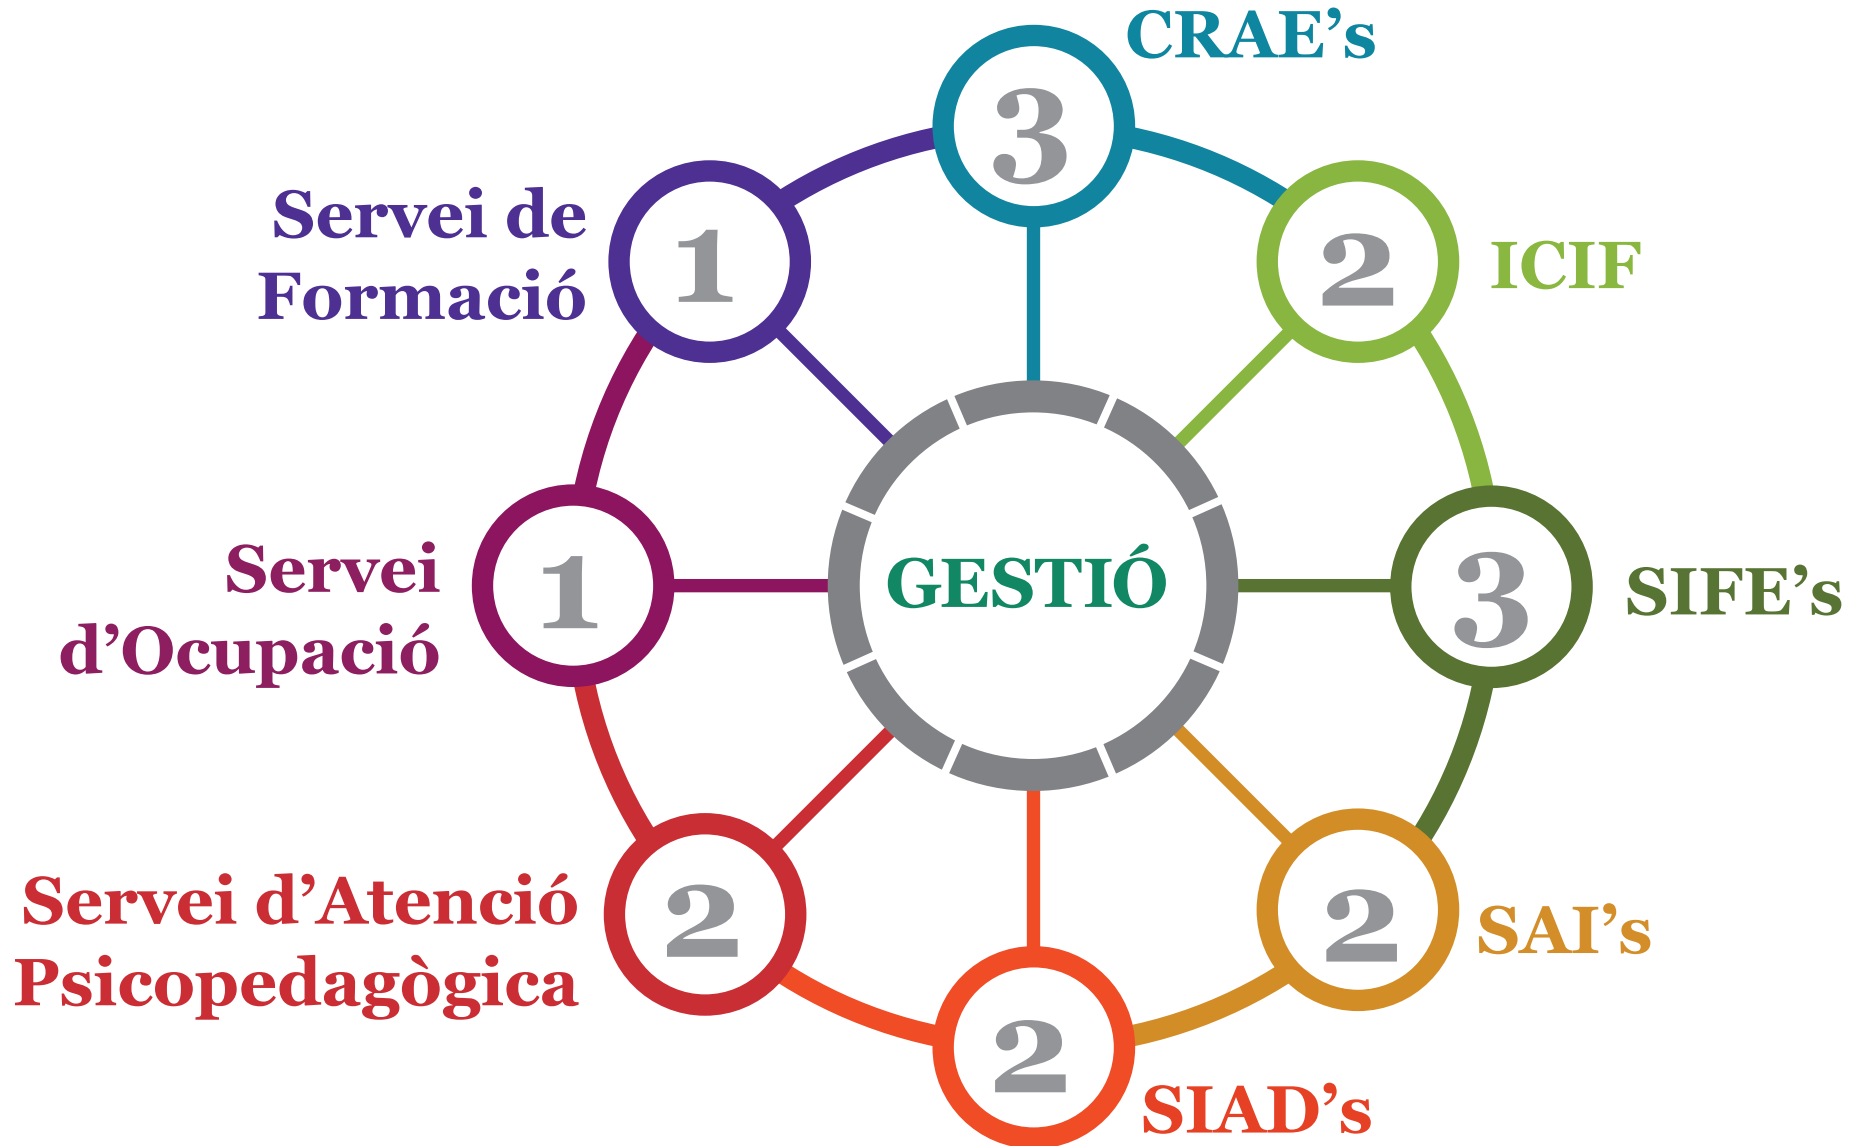 CRAE’s
3
Servei de
Formació
1
2
ICIF
Servei
d’Ocupació
1
GESTIÓ
3
SIFE’s
Servei d’Atenció
Psicopedagògica
2
2
SAI’s
2
SIAD’s